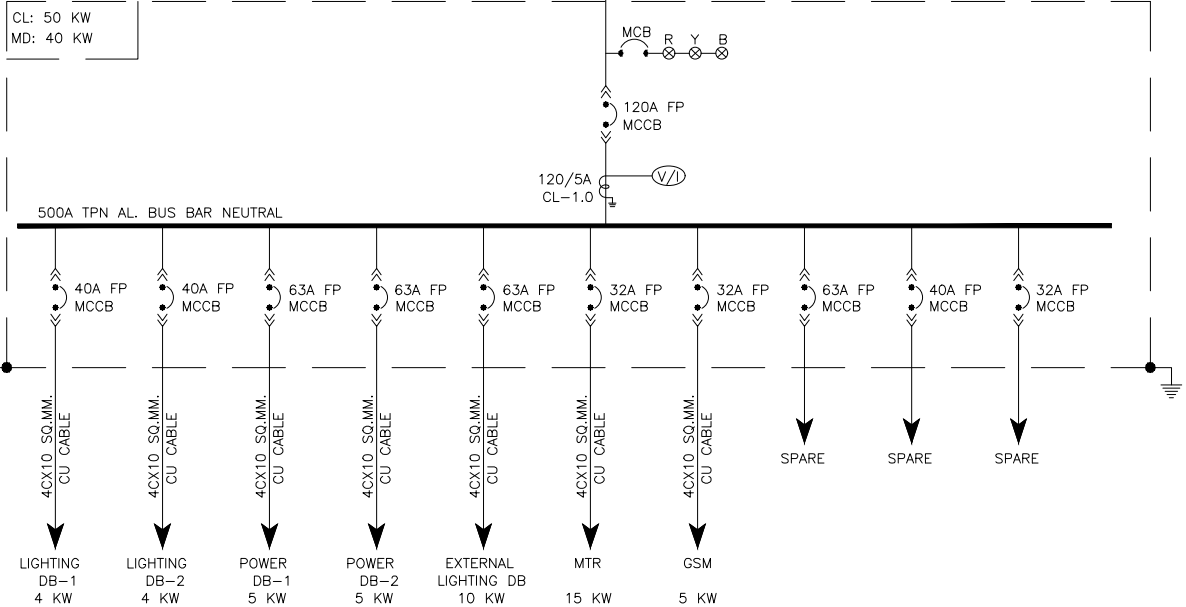 CL: 50 KW
MD: 40 KW
MCB
R Y B
120A FP
MCCB
120/5A
CL-1.0
V/I
500A TPN AL. BUS BAR NEUTRAL
40A FP
MCCB
40A FP
MCCB
63A FP
MCCB
63A FP
MCCB
63A FP
MCCB
32A FP
MCCB
32A FP
MCCB
63A FP
MCCB
40A FP
MCCB
32A FP
MCCB
4CX10 SQ.MM.
CU CABLE
4CX10 SQ.MM.
CU CABLE
4CX10 SQ.MM.
CU CABLE
4CX10 SQ.MM.
CU CABLE
4CX10 SQ.MM.
CU CABLE
4CX10 SQ.MM.
CU CABLE
4CX10 SQ.MM.
CU CABLE
SPARE
SPARE
SPARE
LIGHTING
DB-1
4 KW
LIGHTING
DB-2
4 KW
POWER
DB-1
5 KW
POWER
DB-2
5 KW
EXTERNAL
LIGHTING DB
10 KW
MTR
15 KW
GSM
5 KW